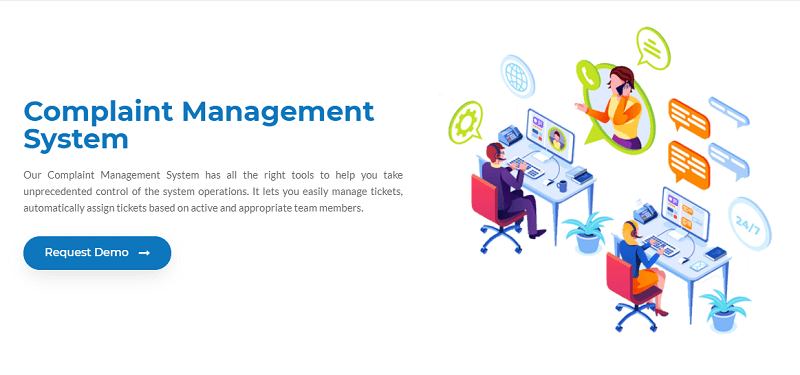 Complaint Management
System
Our Complaint Management System has all the right tools to help you take
unprecedented control of the system operations. It lets you easily manage tickets,
automatically assign tickets based on active and appropriate team members.
Request Demo
24/7